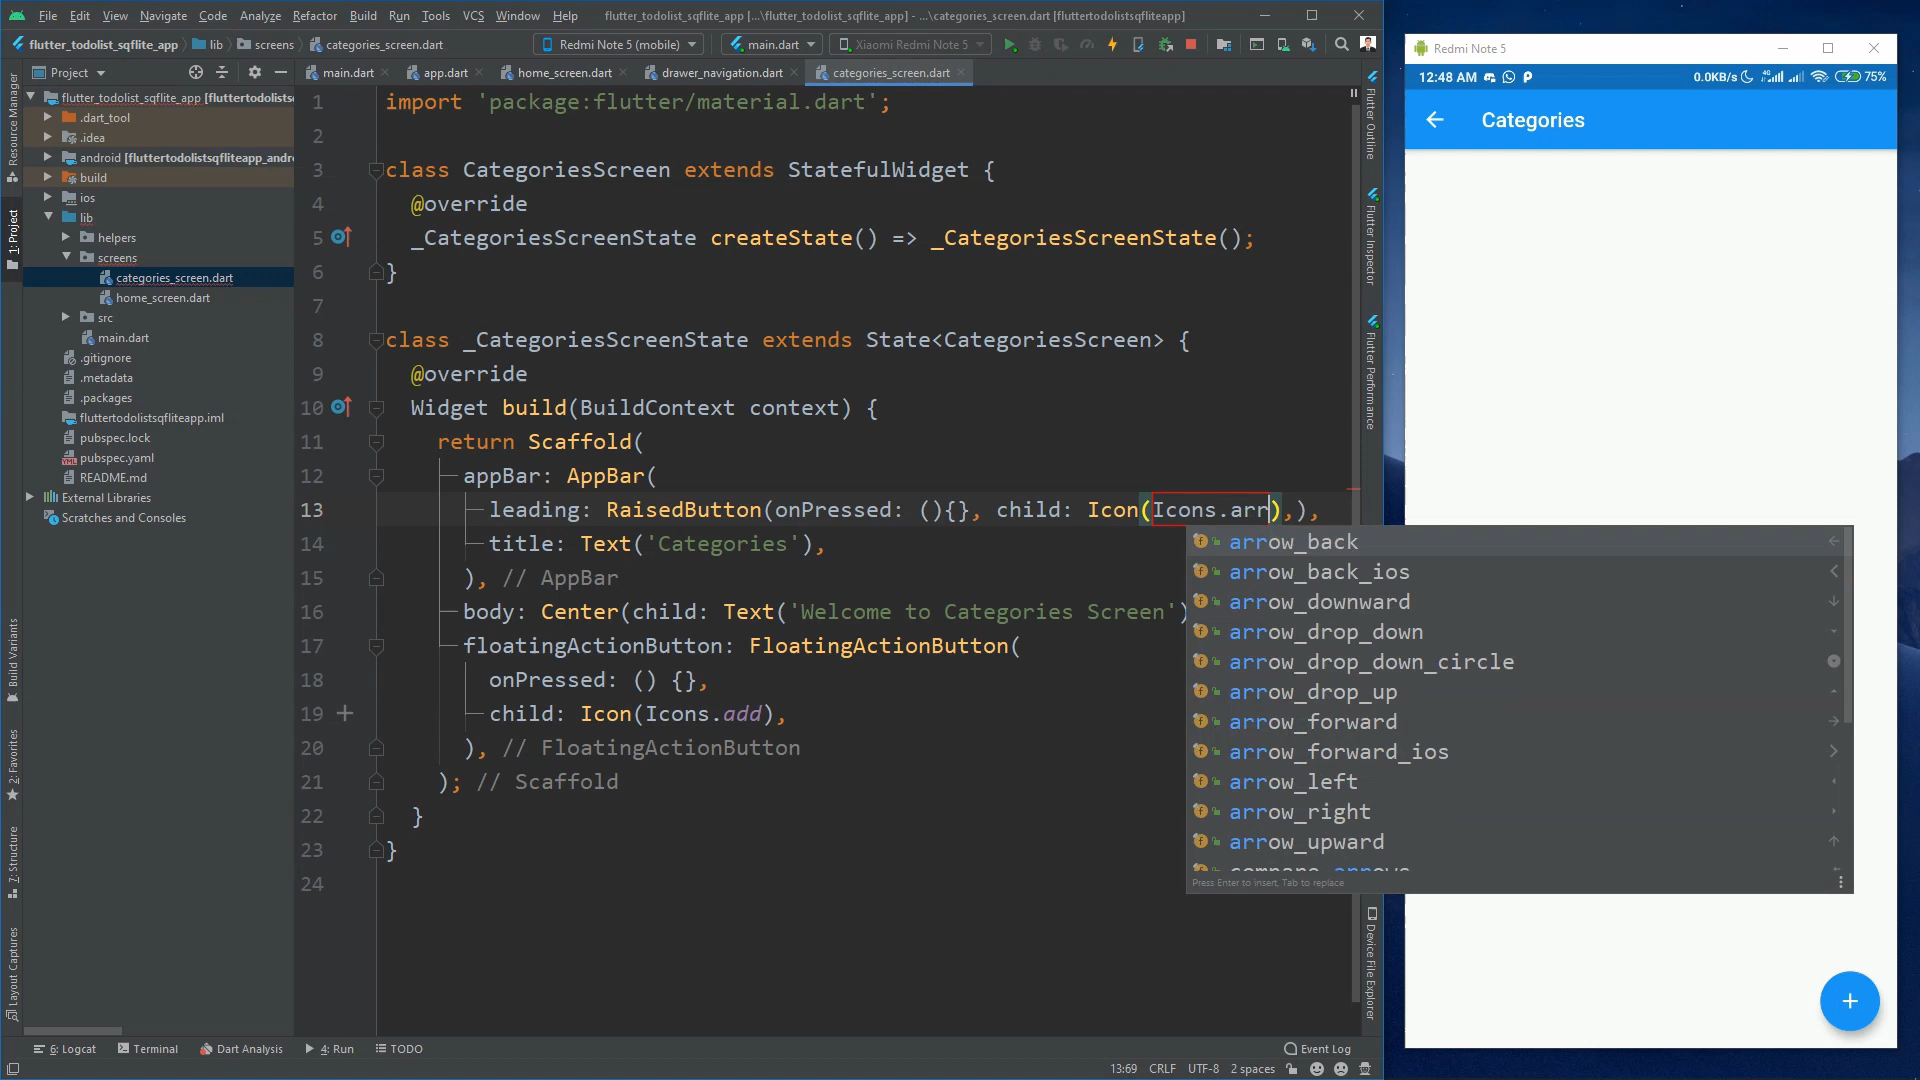 File Edit View Navigate Code Analyze Refactor Build Run Tools VCS Window Help flutter_todolist_sqflite_app [...\flutter_todolist_sqflite_app] - ...\categories_screen.dart [fluttertodolistsqfliteapp]
flutter_todolist_sqflite_app lib screens categories_screen.dart Redmi Note 5 (mobile) main.dart Xiaomi Redmi Note 5
Project main.dart app.dart home_screen.dart drawer_navigation.dart categories_screen.dart
flutter_todolist_sqflite_app [fluttertodolists
.dart_tool
.idea
android [fluttertodolistsqfliteapp_andro
build
ios
lib
helpers
screens
categories_screen.dart
home_screen.dart
src
main.dart
.gitignore
.metadata
.packages
fluttertodolistsqfliteapp.iml
pubspec.lock
pubspec.yaml
README.md
External Libraries
Scratches and Consoles
Resource Manager
1: Project
Build Variants
2: Favorites
7: Structure
Layout Captures
1 import 'package:flutter/material.dart';
2
3 class CategoriesScreen extends StatefulWidget {
4 @override
5 _CategoriesScreenState createState() => _CategoriesScreenState();
6 }
7
8 class _CategoriesScreenState extends State<CategoriesScreen> {
9 @override
10 Widget build(BuildContext context) {
11 return Scaffold(
12 appBar: AppBar(
13 leading: RaisedButton(onPressed: (){}, child: Icon(Icons.arr),),
14 title: Text('Categories'),
15 ), // AppBar
16 body: Center(child: Text('Welcome to Categories Screen')
17 floatingActionButton: FloatingActionButton(
18 onPressed: () {},
19 child: Icon(Icons.add),
20 ), // FloatingActionButton
21 ); // Scaffold
22 }
23 }
24
arrow_back
arrow_back_ios
arrow_downward
arrow_drop_down
arrow_drop_down_circle
arrow_drop_up
arrow_forward
arrow_forward_ios
arrow_left
arrow_right
arrow_upward
compare_arrows
Press Enter to insert, Tab to replace
Flutter Outline
Flutter Inspector
Flutter Performance
Device File Explorer
Redmi Note 5
12:48 AM 0.0KB/s 4G 75%
Categories
6: Logcat Terminal Dart Analysis 4: Run TODO Event Log
13:69 CRLF UTF-8 2 spaces